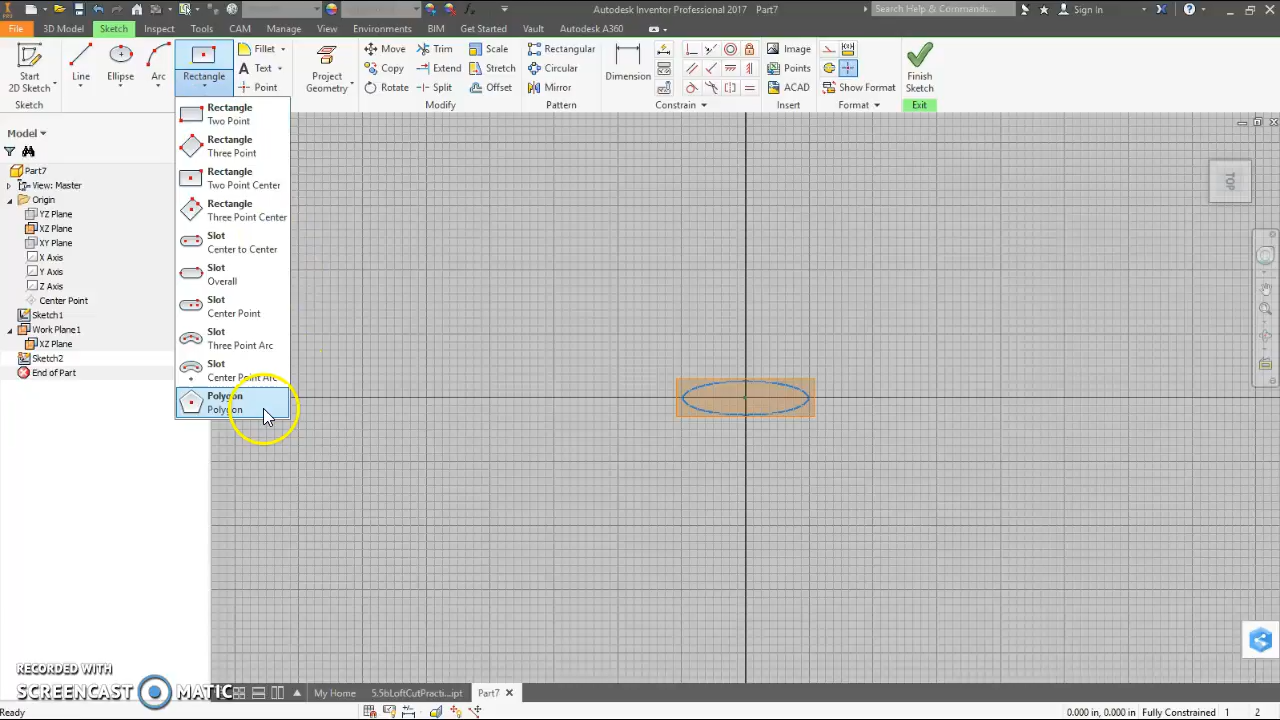 Autodesk Inventor Professional 2017 Part7
Search Help & Commands...
Sign In
File
3D Model
Sketch
Inspect
Tools
CAM
Manage
View
Environments
BIM
Get Started
Vault
Autodesk A360
Start
2D Sketch
Line
Ellipse
Arc
Rectangle
Fillet
Text
Point
Project
Geometry
Move
Copy
Rotate
Trim
Extend
Split
Scale
Stretch
Offset
Rectangular
Circular
Mirror
Dimension
Image
Points
ACAD
Show Format
Finish
Sketch
Sketch
Modify
Pattern
Constrain
Insert
Format
Exit
Rectangle
Two Point
Rectangle
Three Point
Rectangle
Two Point Center
Rectangle
Three Point Center
Slot
Center to Center
Slot
Overall
Slot
Center Point
Slot
Three Point Arc
Slot
Center Point Arc
Polygon
Polygon
Model
Part7
View: Master
Origin
YZ Plane
XZ Plane
XY Plane
X Axis
Y Axis
Z Axis
Center Point
Sketch1
Work Plane1
XZ Plane
Sketch2
End of Part
TOP
RECORDED WITH
SCREENCAST MATIC
My Home
5.5bLoftCutPracti...ipt
Part7
Ready
0.000 in, 0.000 in
Fully Constrained
1
2